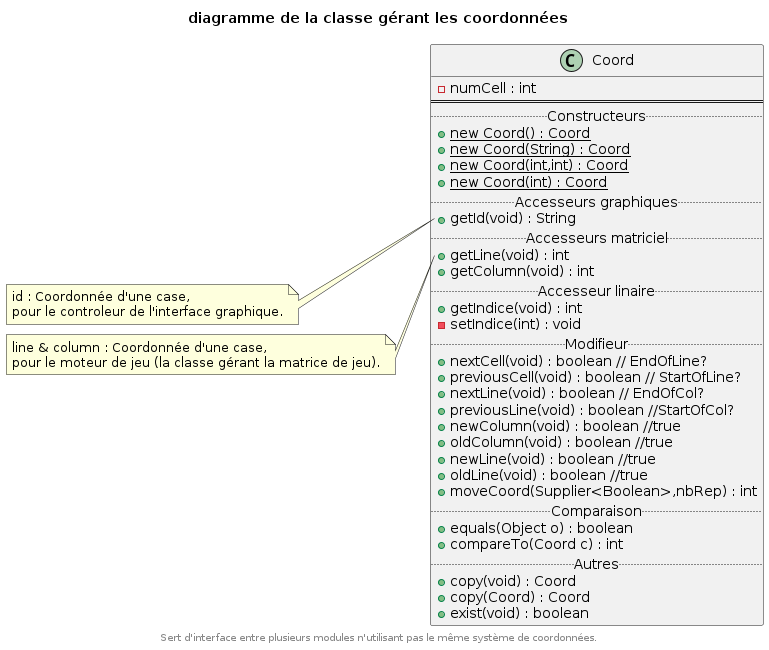 diagramme de la classe gérant les coordonnées
C Coord
numCell : int
Constructeurs
new Coord() : Coord
new Coord(String) : Coord
new Coord(int,int) : Coord
new Coord(int) : Coord
Accesseurs graphiques
getId(void) : String
Accesseurs matriciel
getLine(void) : int
getColumn(void) : int
Accesseur linaire
getIndice(void) : int
setIndice(int) : void
Modifieur
nextCell(void) : boolean // EndOfLine?
previousCell(void) : boolean // StartOfLine?
nextLine(void) : boolean // EndOfCol?
previousLine(void) : boolean //StartOfCol?
newColumn(void) : boolean //true
oldColumn(void) : boolean //true
newLine(void) : boolean //true
oldLine(void) : boolean //true
moveCoord(Supplier<Boolean>,nbRep) : int
Comparaison
equals(Object o) : boolean
compareTo(Coord c) : int
Autres
copy(void) : Coord
copy(Coord) : Coord
exist(void) : boolean
id : Coordonnée d'une case,
pour le controleur de l'interface graphique.
line & column : Coordonnée d'une case,
pour le moteur de jeu (la classe gérant la matrice de jeu).
Sert d'interface entre plusieurs modules n'utilisant pas le même système de coordonnées.